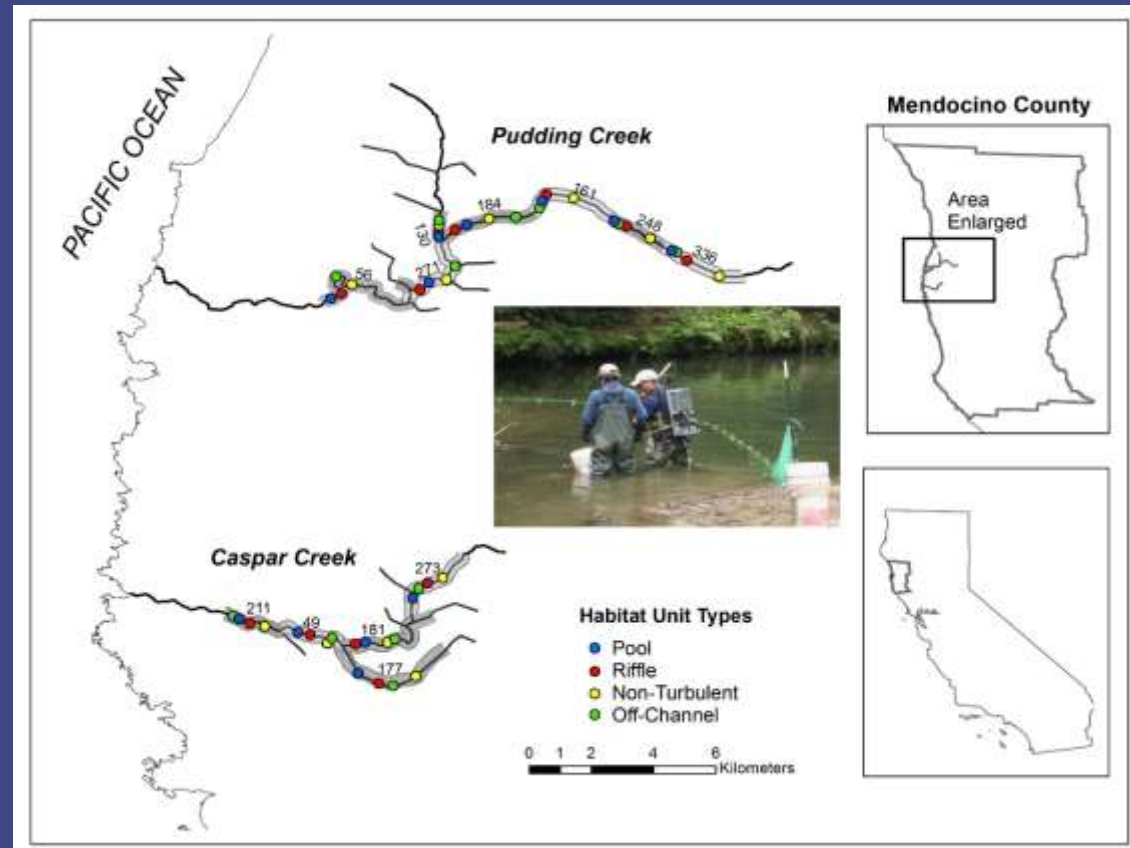 PACIFIC OCEAN
Pudding Creek
184
161
130
248
56
271
336
Mendocino County
Area
Enlarged
Caspar Creek
273
211
49
181
177
Habitat Unit Types
Pool
Riffle
Non-Turbulent
Off-Channel
0 1 2 4 6
Kilometers